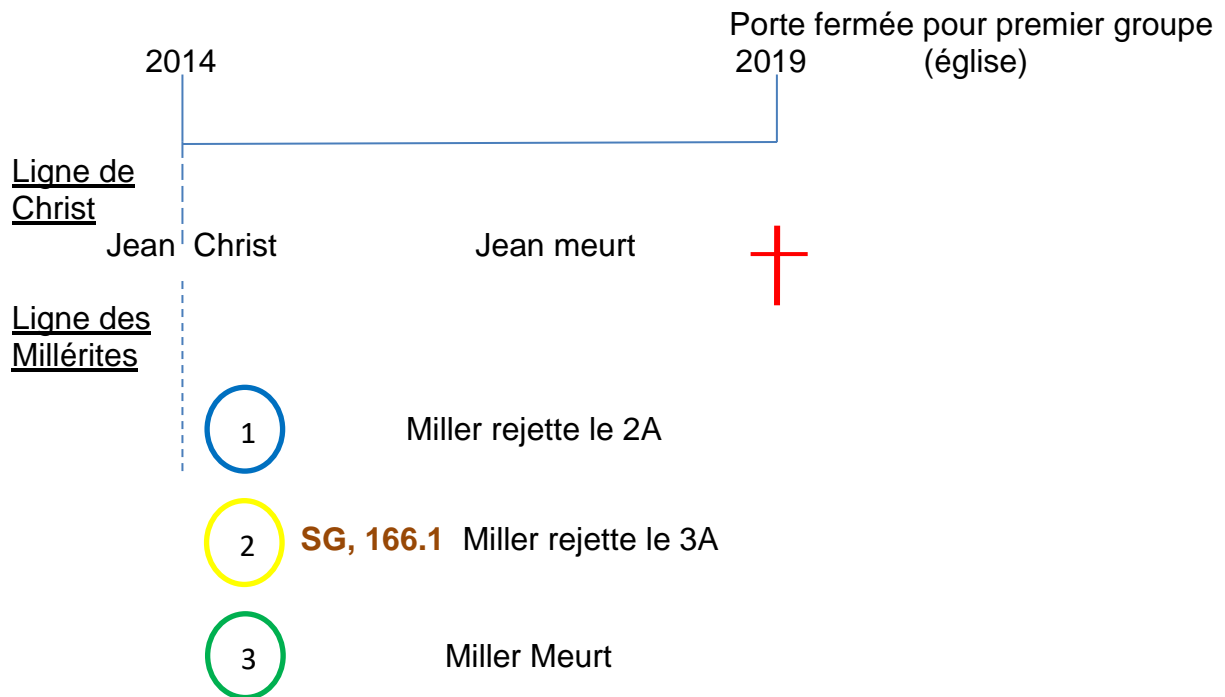 Porte fermée pour premier groupe
2014
2019
(église)
Ligne de
Christ
Jean Christ
Jean meurt
Ligne des
Millérites
1
Miller rejette le 2A
2
SG, 166.1 Miller rejette le 3A
3
Miller Meurt